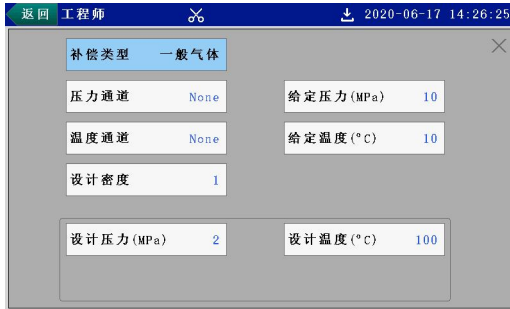 返回 工程师 2020-06-17 14:26:25
补偿类型 一般气体
压力通道 None 给定压力(MPa) 10
温度通道 None 给定温度(°C) 10
设计密度 1
设计压力(MPa) 2 设计温度(°C) 100